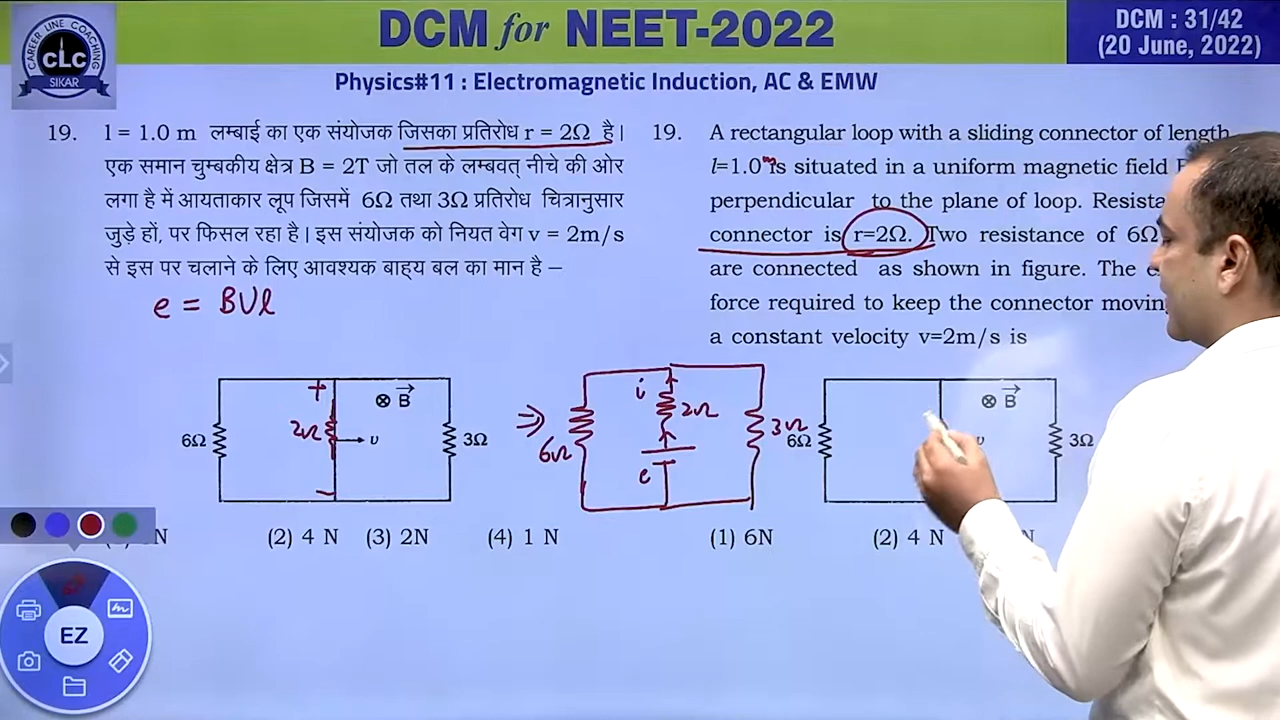 CAREER LINE COACHING
CLC
SIKAR
DCM for NEET-2022
DCM : 31/42
(20 June, 2022)
Physics#11 : Electromagnetic Induction, AC & EMW
19. l = 1.0 m लम्बाई का एक संयोजक जिसका प्रतिरोध r = 2Ω है।
एक समान चुम्बकीय क्षेत्र B = 2T जो तल के लम्बवत् नीचे की ओर
लगा है में आयताकार लूप जिसमें 6Ω तथा 3Ω प्रतिरोध चित्रानुसार
जुड़े हों, पर फिसल रहा है। इस संयोजक को नियत वेग v = 2m/s
से इस पर चलाने के लिए आवश्यक बाह्य बल का मान है –
e = BVl
6Ω
+
2Ω
–
⊗ B
υ
3Ω
(2) 4 N (3) 2N (4) 1 N
⇒
6Ω
i
2Ω
e
3Ω
19. A rectangular loop with a sliding connector of length
l=1.0 m is situated in a uniform magnetic field
perpendicular to the plane of loop.
connector is r=2Ω. Two resistance of 6Ω
are connected as shown in figure. The
force required to keep the connector moving
a constant velocity v=2m/s is
6Ω
⊗ B
υ
3Ω
(1) 6N (2) 4 N
N
EZ